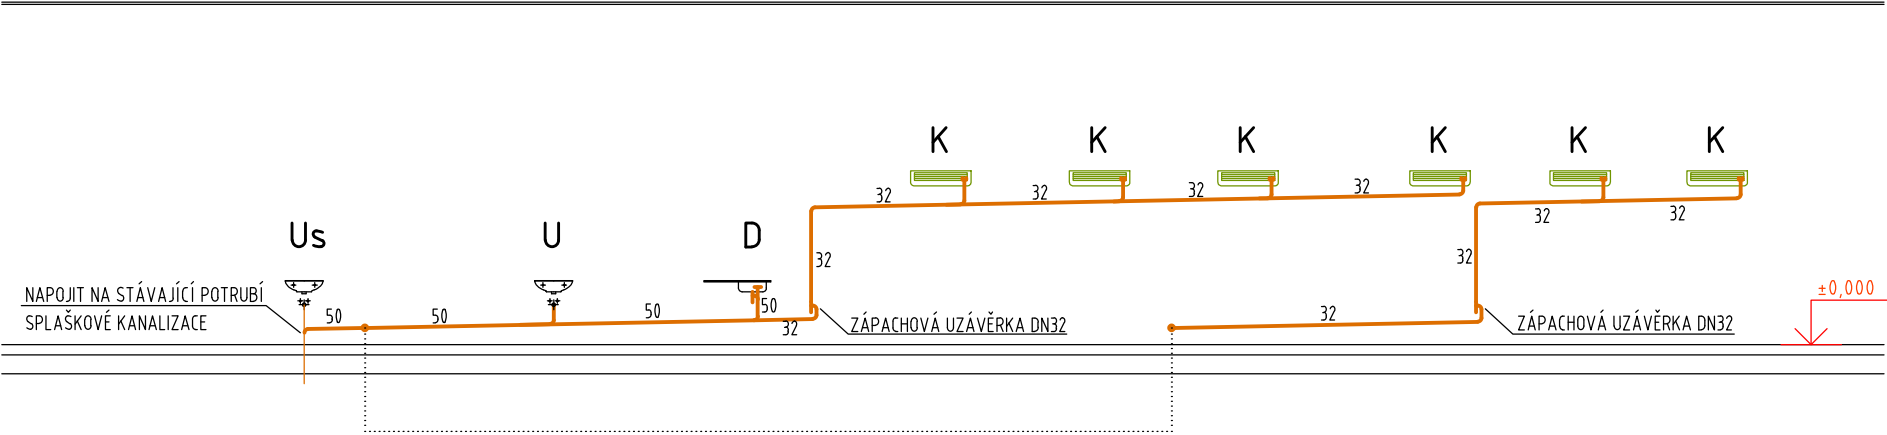 K K K K K K
32 32 32 32 32 32
Us U D
32 32
NAPOJIT NA STÁVAJÍCÍ POTRUBÍ
SPLAŠKOVÉ KANALIZACE
50 50 50 50
32
ZÁPACHOVÁ UZÁVĚRKA DN32
32
ZÁPACHOVÁ UZÁVĚRKA DN32
±0,000